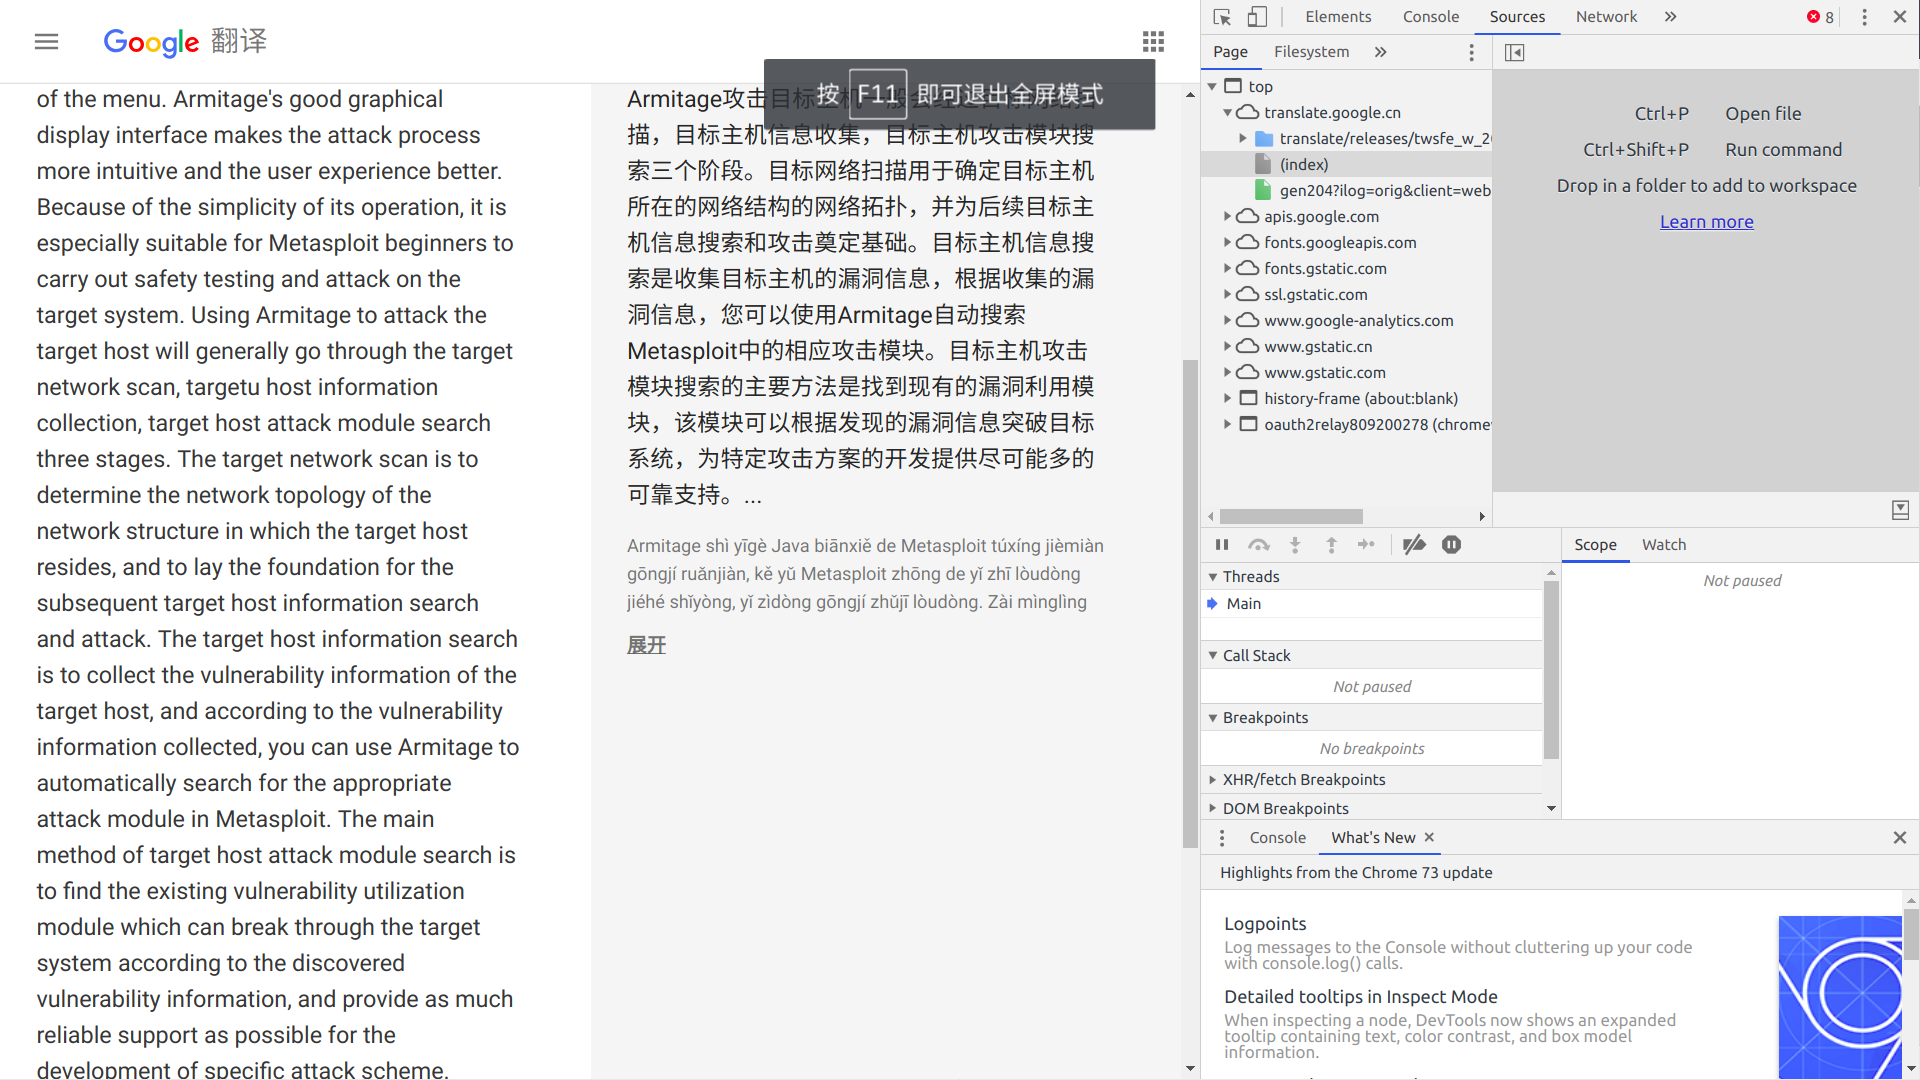 Google 翻译
of the menu. Armitage's good graphical
display interface makes the attack process
more intuitive and the user experience better.
Because of the simplicity of its operation, it is
especially suitable for Metasploit beginners to
carry out safety testing and attack on the
target system. Using Armitage to attack the
target host will generally go through the target
network scan, targetu host information
collection, target host attack module search
three stages. The target network scan is to
determine the network topology of the
network structure in which the target host
resides, and to lay the foundation for the
subsequent target host information search
and attack. The target host information search
is to collect the vulnerability information of the
target host, and according to the vulnerability
information collected, you can use Armitage to
automatically search for the appropriate
attack module in Metasploit. The main
method of target host attack module search is
to find the existing vulnerability utilization
module which can break through the target
system according to the discovered
vulnerability information, and provide as much
reliable support as possible for the
development of specific attack scheme.
按 F11 即可退出全屏模式
Armitage攻击目标主机一般会经过目标网络扫
描，目标主机信息收集，目标主机攻击模块搜
索三个阶段。目标网络扫描用于确定目标主机
所在的网络结构的网络拓扑，并为后续目标主
机信息搜索和攻击奠定基础。目标主机信息搜
索是收集目标主机的漏洞信息，根据收集的漏
洞信息，您可以使用Armitage自动搜索
Metasploit中的相应攻击模块。目标主机攻击
模块搜索的主要方法是找到现有的漏洞利用模
块，该模块可以根据发现的漏洞信息突破目标
系统，为特定攻击方案的开发提供尽可能多的
可靠支持。...
Armitage shì yīgè Java biānxiě de Metasploit túxíng jièmiàn
gōngjí ruǎnjiàn, kě yǔ Metasploit zhōng de yǐ zhī lòudòng
jiéhé shǐyòng, yǐ zìdòng gōngjí zhǔjī lòudòng. Zài mìnglìng
展开
Elements Console Sources Network 8
Page Filesystem
top
translate.google.cn
translate/releases/twsfe_w_20
(index)
gen204?ilog=orig&client=web
apis.google.com
fonts.googleapis.com
fonts.gstatic.com
ssl.gstatic.com
www.google-analytics.com
www.gstatic.cn
www.gstatic.com
history-frame (about:blank)
oauth2relay809200278 (chrome
Ctrl+P Open file
Ctrl+Shift+P Run command
Drop in a folder to add to workspace
Learn more
Threads
Main
Call Stack
Not paused
Breakpoints
No breakpoints
XHR/fetch Breakpoints
DOM Breakpoints
Scope Watch
Not paused
Console What's New
Highlights from the Chrome 73 update
Logpoints
Log messages to the Console without cluttering up your code
with console.log() calls.
Detailed tooltips in Inspect Mode
When inspecting a node, DevTools now shows an expanded
tooltip containing text, color contrast, and box model
information.